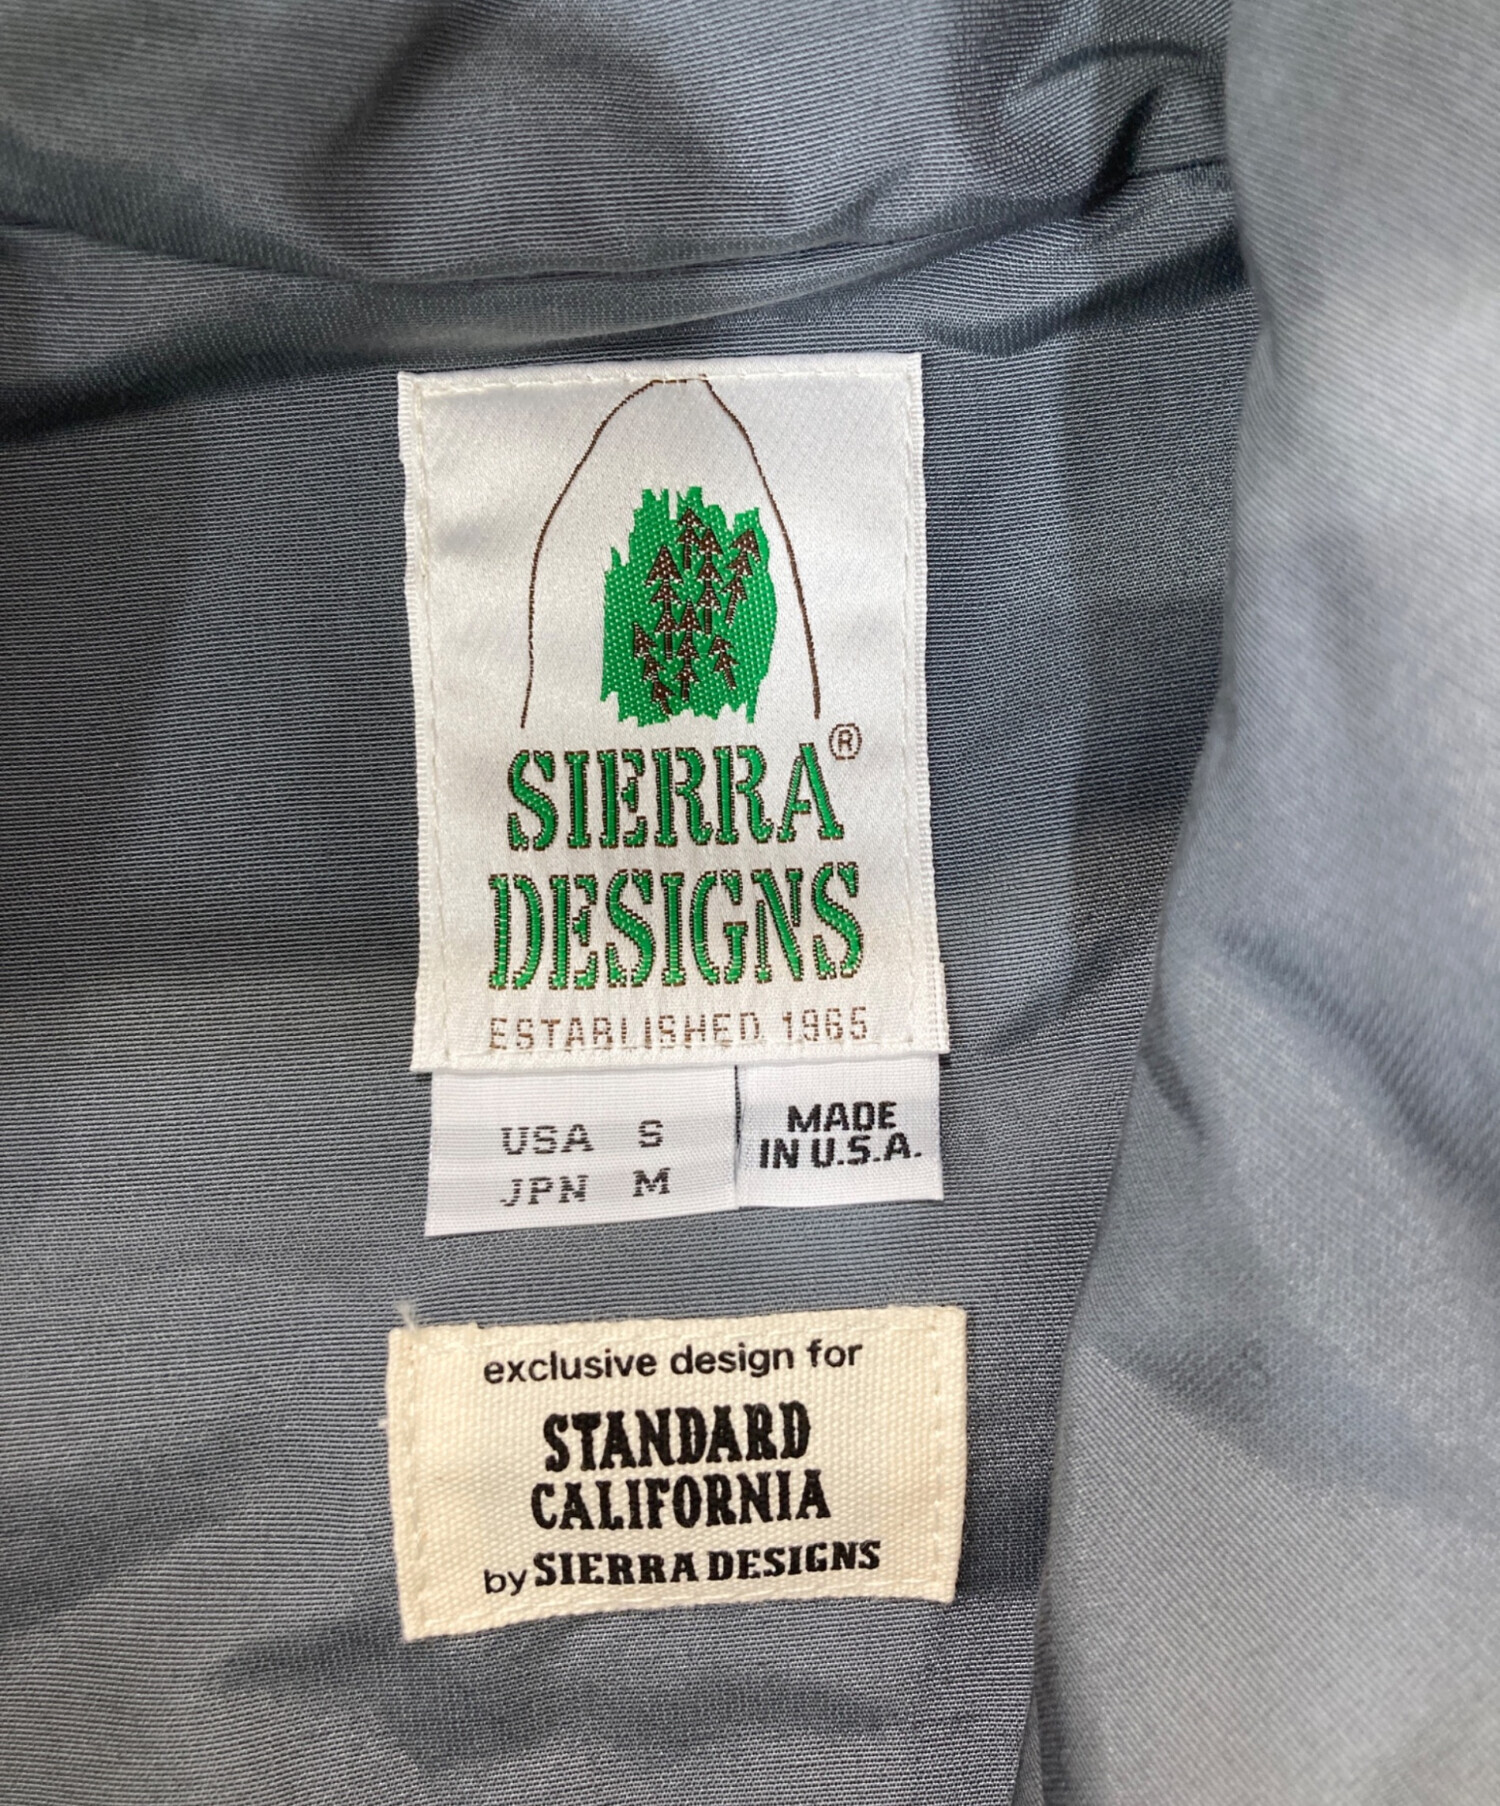 SIERRA®
DESIGNS
ESTABLISHED 1965
USA S
JPN M
MADE
IN U.S.A.
exclusive design for
STANDARD
CALIFORNIA
by SIERRA DESIGNS